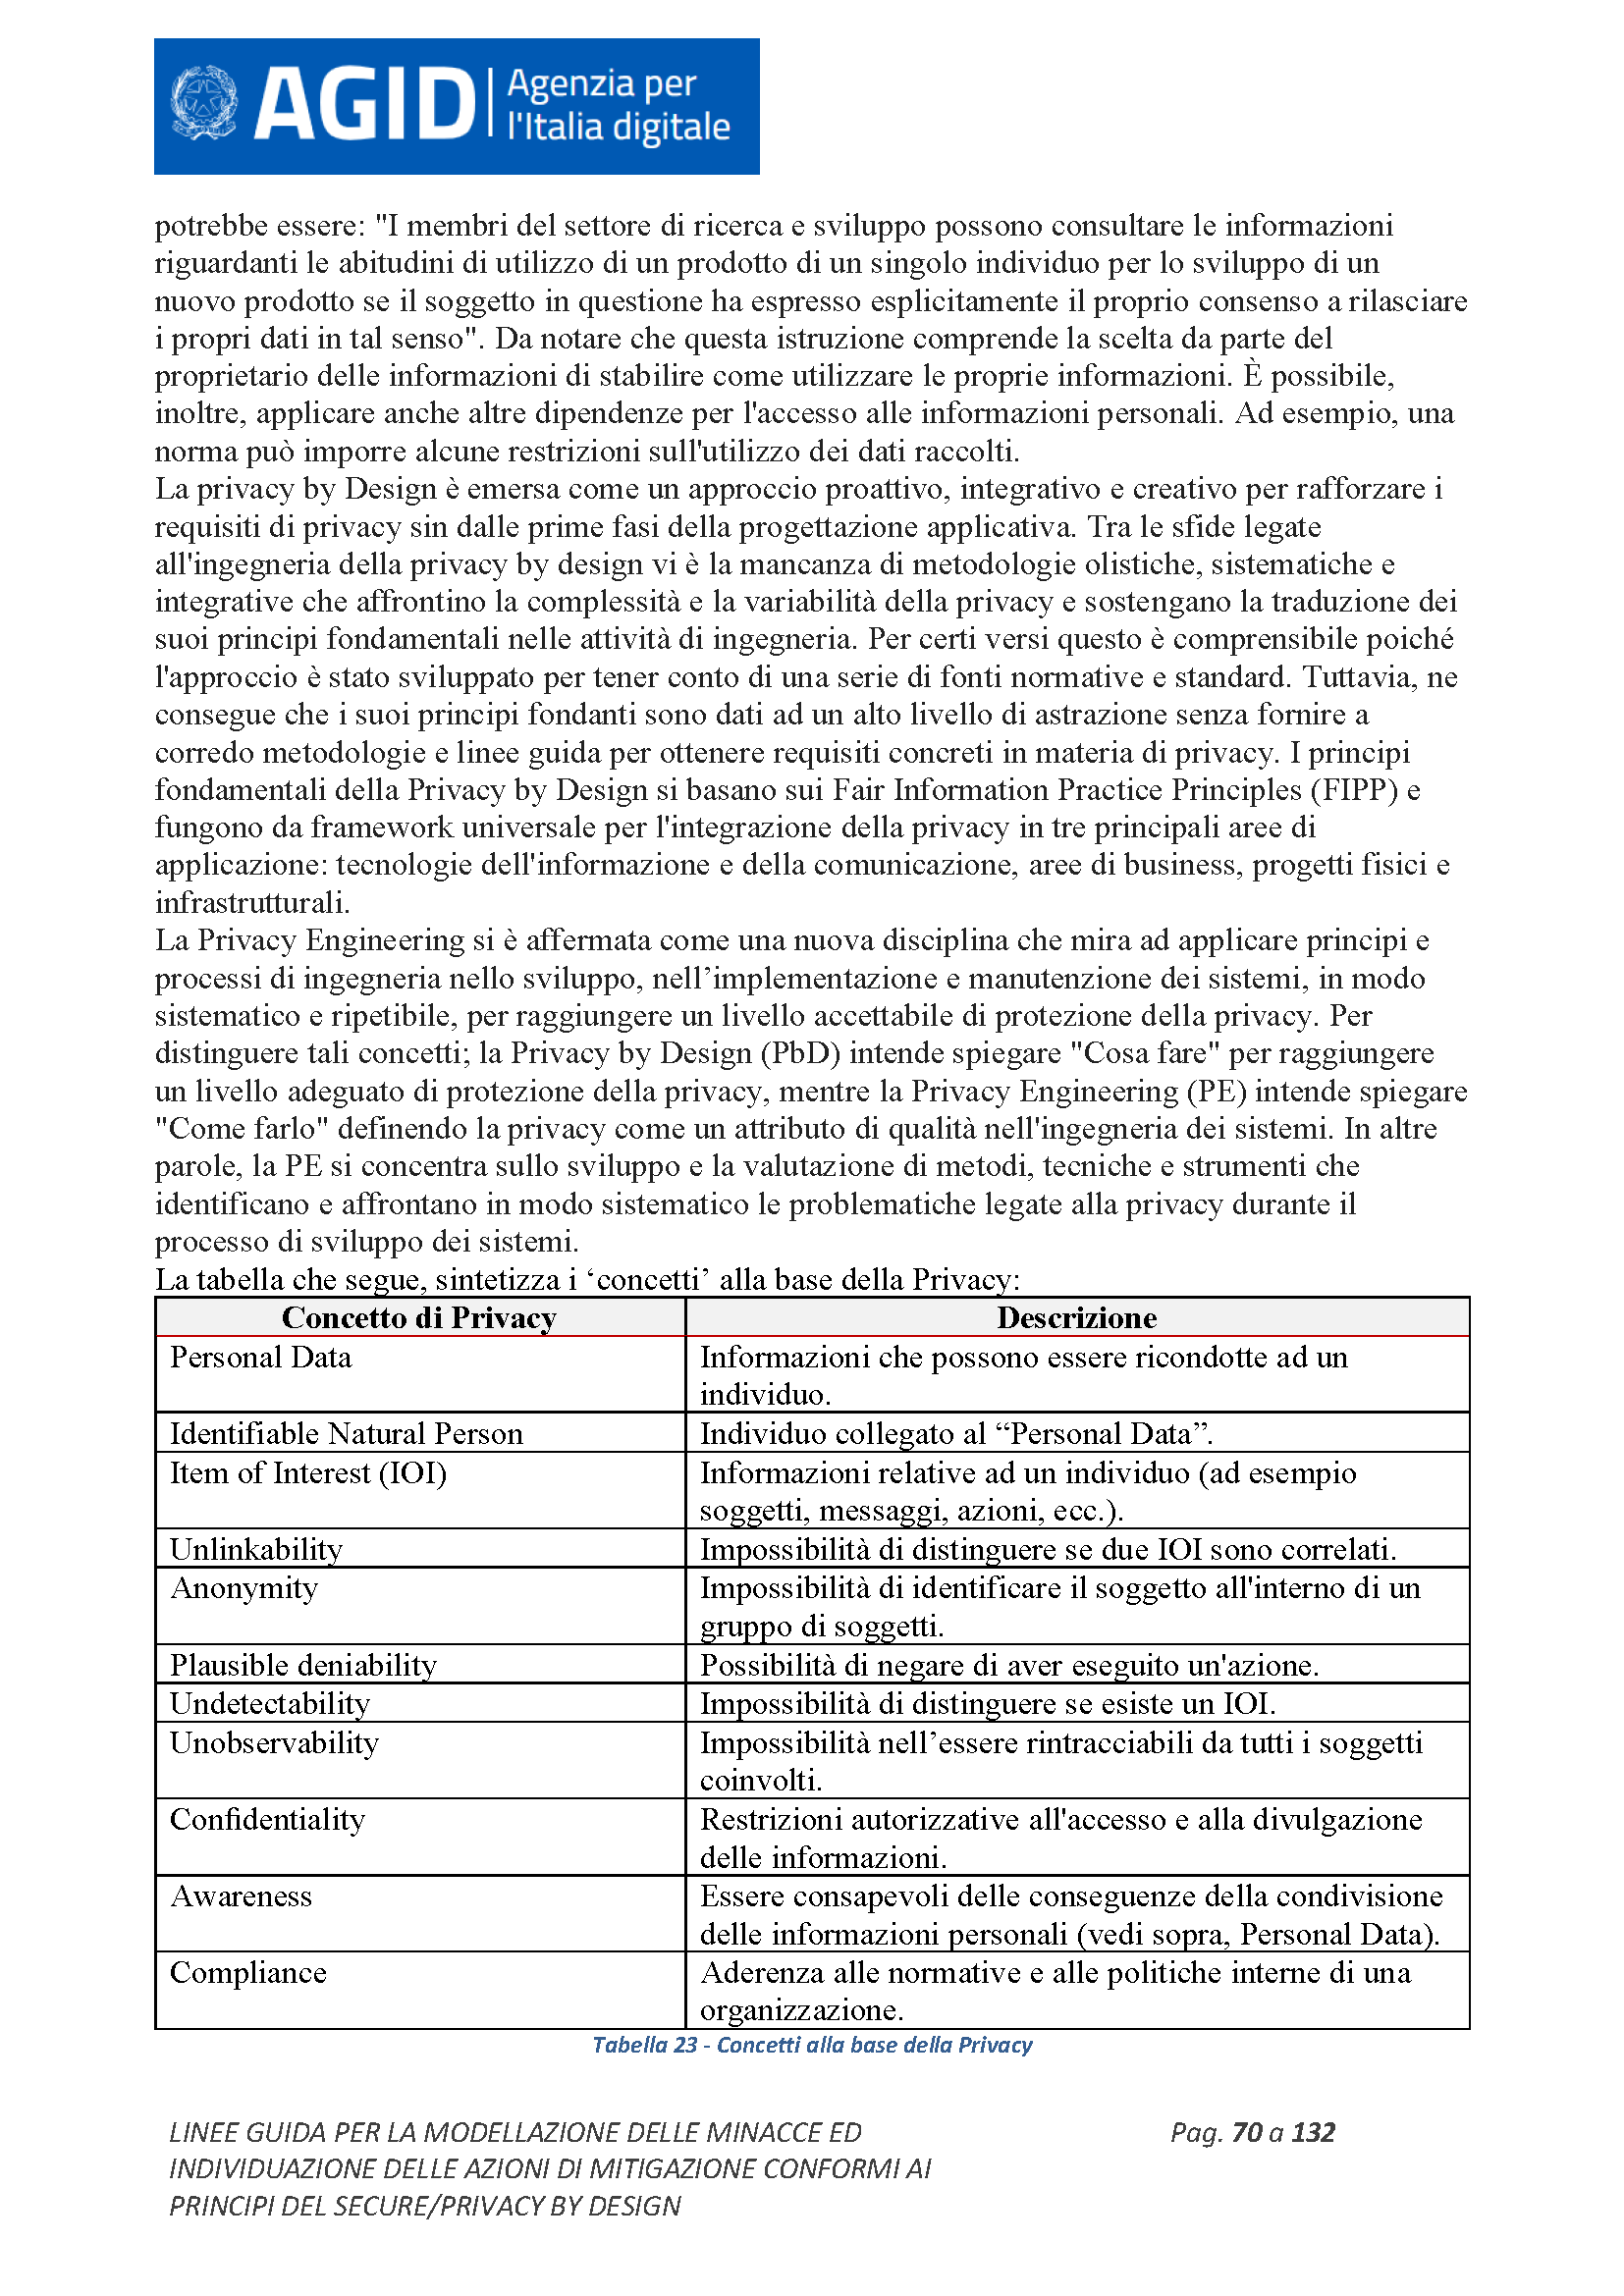 AGID
Agenzia per
l'Italia digitale
potrebbe essere: "I membri del settore di ricerca e sviluppo possono consultare le informazioni
riguardanti le abitudini di utilizzo di un prodotto di un singolo individuo per lo sviluppo di un
nuovo prodotto se il soggetto in questione ha espresso esplicitamente il proprio consenso a rilasciare
i propri dati in tal senso". Da notare che questa istruzione comprende la scelta da parte del
proprietario delle informazioni di stabilire come utilizzare le proprie informazioni. È possibile,
inoltre, applicare anche altre dipendenze per l'accesso alle informazioni personali. Ad esempio, una
norma può imporre alcune restrizioni sull'utilizzo dei dati raccolti.
La privacy by Design è emersa come un approccio proattivo, integrativo e creativo per rafforzare i
requisiti di privacy sin dalle prime fasi della progettazione applicativa. Tra le sfide legate
all'ingegneria della privacy by design vi è la mancanza di metodologie olistiche, sistematiche e
integrative che affrontino la complessità e la variabilità della privacy e sostengano la traduzione dei
suoi principi fondamentali nelle attività di ingegneria. Per certi versi questo è comprensibile poiché
l'approccio è stato sviluppato per tener conto di una serie di fonti normative e standard. Tuttavia, ne
consegue che i suoi principi fondanti sono dati ad un alto livello di astrazione senza fornire a
corredo metodologie e linee guida per ottenere requisiti concreti in materia di privacy. I principi
fondamentali della Privacy by Design si basano sui Fair Information Practice Principles (FIPP) e
fungono da framework universale per l'integrazione della privacy in tre principali aree di
applicazione: tecnologie dell'informazione e della comunicazione, aree di business, progetti fisici e
infrastrutturali.
La Privacy Engineering si è affermata come una nuova disciplina che mira ad applicare principi e
processi di ingegneria nello sviluppo, nell’implementazione e manutenzione dei sistemi, in modo
sistematico e ripetibile, per raggiungere un livello accettabile di protezione della privacy. Per
distinguere tali concetti; la Privacy by Design (PbD) intende spiegare "Cosa fare" per raggiungere
un livello adeguato di protezione della privacy, mentre la Privacy Engineering (PE) intende spiegare
"Come farlo" definendo la privacy come un attributo di qualità nell'ingegneria dei sistemi. In altre
parole, la PE si concentra sullo sviluppo e la valutazione di metodi, tecniche e strumenti che
identificano e affrontano in modo sistematico le problematiche legate alla privacy durante il
processo di sviluppo dei sistemi.
La tabella che segue, sintetizza i ‘concetti’ alla base della Privacy:
Concetto di Privacy Descrizione
Personal Data Informazioni che possono essere ricondotte ad un
individuo.
Identifiable Natural Person Individuo collegato al “Personal Data”.
Item of Interest (IOI) Informazioni relative ad un individuo (ad esempio
soggetti, messaggi, azioni, ecc.).
Unlinkability Impossibilità di distinguere se due IOI sono correlati.
Anonymity Impossibilità di identificare il soggetto all'interno di un
gruppo di soggetti.
Plausible deniability Possibilità di negare di aver eseguito un'azione.
Undetectability Impossibilità di distinguere se esiste un IOI.
Unobservability Impossibilità nell’essere rintracciabili da tutti i soggetti
coinvolti.
Confidentiality Restrizioni autorizzative all'accesso e alla divulgazione
delle informazioni.
Awareness Essere consapevoli delle conseguenze della condivisione
delle informazioni personali (vedi sopra, Personal Data).
Compliance Aderenza alle normative e alle politiche interne di una
organizzazione.
Tabella 23 - Concetti alla base della Privacy
LINEE GUIDA PER LA MODELLAZIONE DELLE MINACCE ED Pag. 70 a 132
INDIVIDUAZIONE DELLE AZIONI DI MITIGAZIONE CONFORMI AI
PRINCIPI DEL SECURE/PRIVACY BY DESIGN